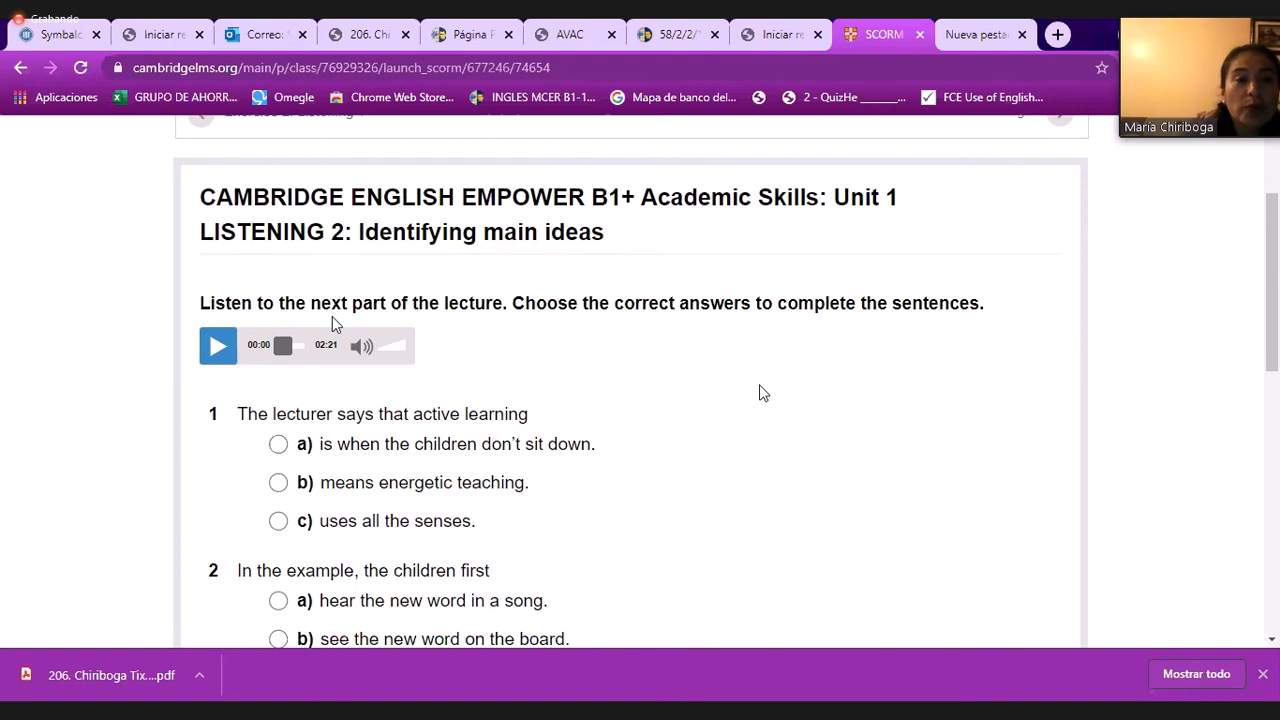 Grabando
Symbalo
Iniciar re
Correo:
206. Chi
Página P
AVAC
58/2/2/
Iniciar re
SCORM
Nueva pesta
cambridgelms.org/main/p/class/76929326/launch_scorm/677246/74654
Aplicaciones
GRUPO DE AHORR...
Omegle
Chrome Web Store...
INGLES MCER B1-1...
Mapa de banco del...
2 - QuizHe ______...
FCE Use of English...
María Chiriboga
CAMBRIDGE ENGLISH EMPOWER B1+ Academic Skills: Unit 1
LISTENING 2: Identifying main ideas
Listen to the next part of the lecture. Choose the correct answers to complete the sentences.
00:00 02:21
1 The lecturer says that active learning
a) is when the children don't sit down.
b) means energetic teaching.
c) uses all the senses.
2 In the example, the children first
a) hear the new word in a song.
b) see the new word on the board.
206. Chiriboga Tix....pdf
Mostrar todo